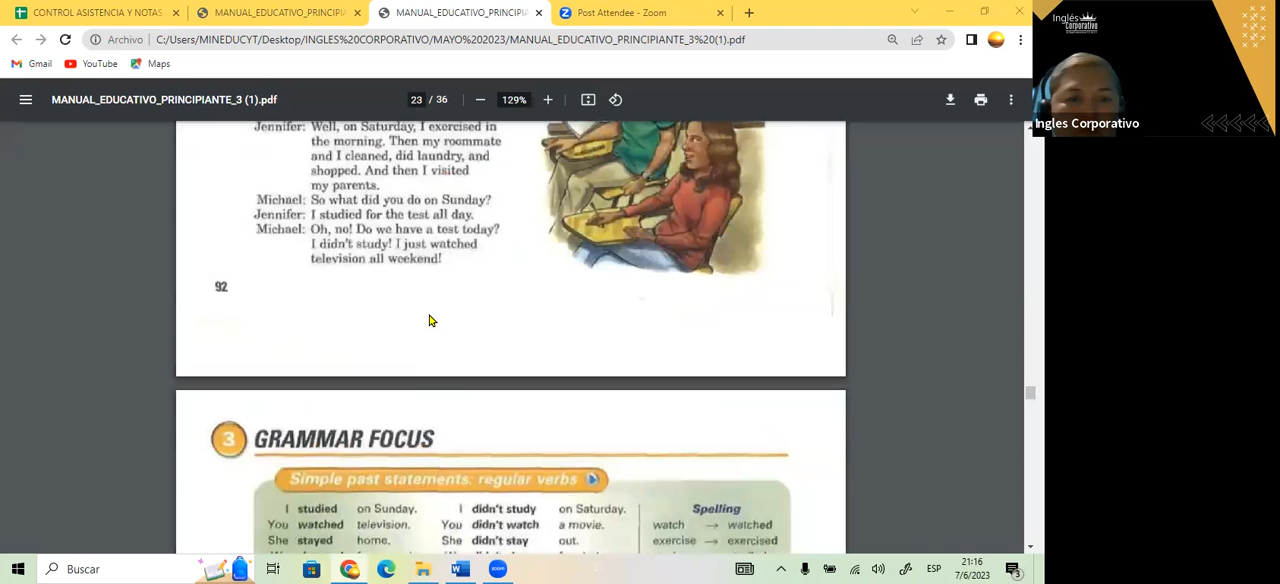 CONTROL ASISTENCIA Y NOTAS
MANUAL_EDUCATIVO_PRINCIPIA
MANUAL_EDUCATIVO_PRINCIPIA
Post Attendee - Zoom
Archivo
C:/Users/MINEDUCYT/Desktop/INGLES%20CORPORATIVO/MAYO%202023/MANUAL_EDUCATIVO_PRINCIPIANTE_3%20(1).pdf
Gmail
YouTube
Maps
MANUAL_EDUCATIVO_PRINCIPIANTE_3 (1).pdf
23 / 36
129%
Inglés
Corporativo
Ingles Corporativo
Jennifer: Well, on Saturday, I exercised in
the morning. Then my roommate
and I cleaned, did laundry, and
shopped. And then I visited
my parents.
Michael: So what did you do on Sunday?
Jennifer: I studied for the test all day.
Michael: Oh, no! Do we have a test today?
I didn't study! I just watched
television all weekend!
92
3 GRAMMAR FOCUS
Simple past statements: regular verbs
I studied on Sunday. I didn't study on Saturday. Spelling
You watched television. You didn't watch a movie. watch → watched
She stayed home. She didn't stay out. exercise → exercised
Buscar
ESP
21:16
7/6/2023
3